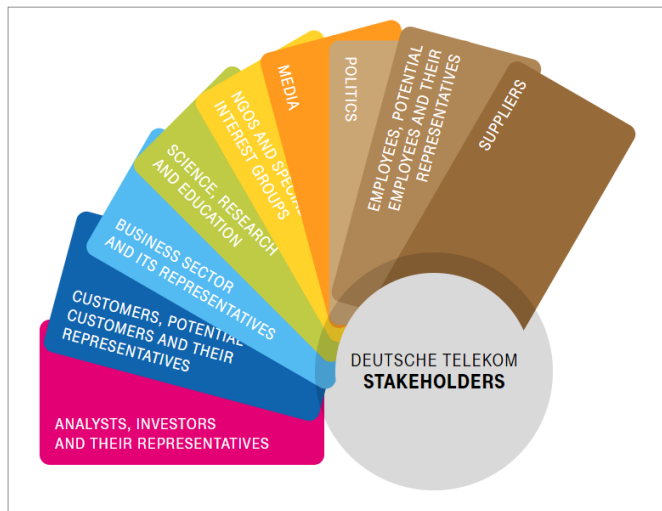 ANALYSTS, INVESTORS
AND THEIR REPRESENTATIVES
CUSTOMERS, POTENTIAL
CUSTOMERS AND THEIR
REPRESENTATIVES
BUSINESS SECTOR
AND ITS REPRESENTATIVES
SCIENCE, RESEARCH
AND EDUCATION
NGOS AND SPECIAL
INTEREST GROUPS
MEDIA
POLITICS
EMPLOYEES, POTENTIAL
EMPLOYEES AND THEIR
REPRESENTATIVES
SUPPLIERS
DEUTSCHE TELEKOM
STAKEHOLDERS